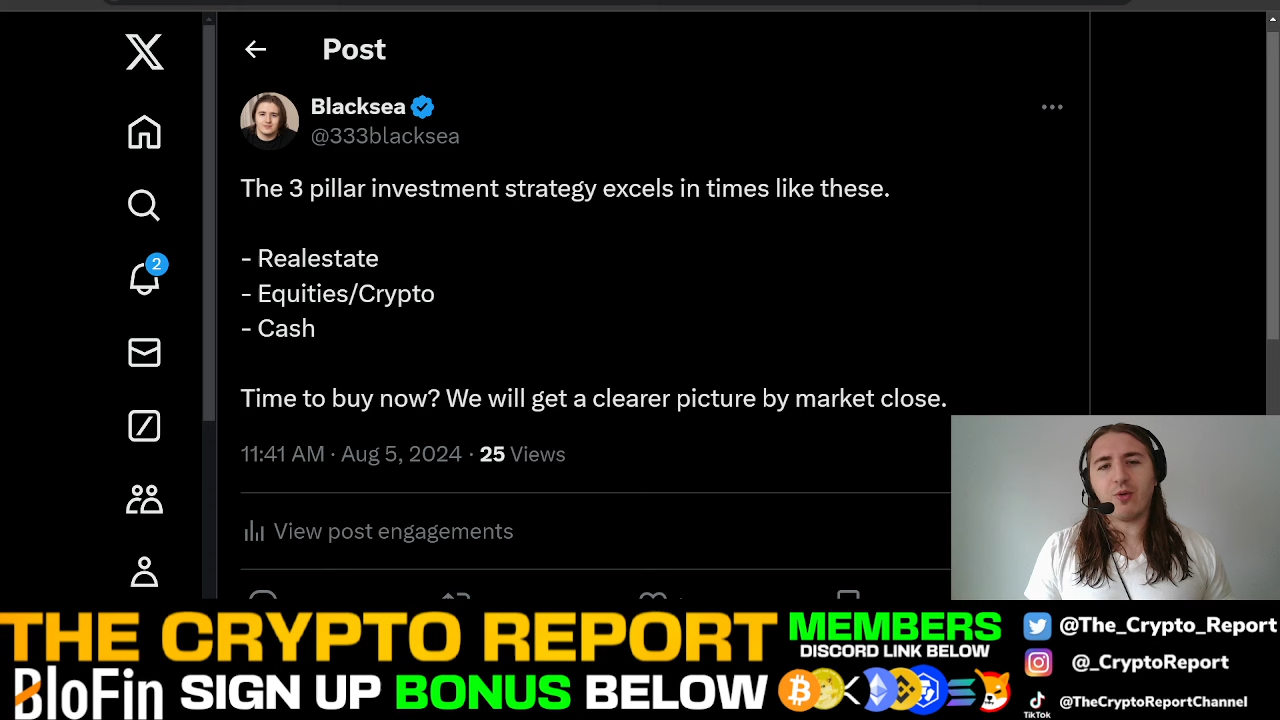 Post
Blacksea
@333blacksea
The 3 pillar investment strategy excels in times like these.
- Realestate
- Equities/Crypto
- Cash
Time to buy now? We will get a clearer picture by market close.
11:41 AM · Aug 5, 2024 · 25 Views
View post engagements
2
THE CRYPTO REPORT
MEMBERS
DISCORD LINK BELOW
@The_Crypto_Report
@_CryptoReport
BloFin SIGN UP BONUS BELOW
TikTok
@TheCryptoReportChannel